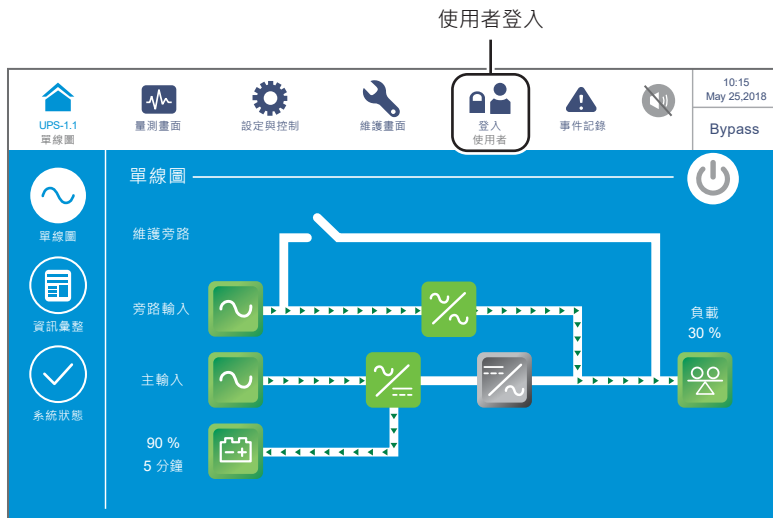 使用者登入
UPS-1.1
單線圖
量測畫面
設定與控制
維護畫面
登入
使用者
事件記錄
10:15
May 25,2018
Bypass
單線圖
單線圖
資訊彙整
系統狀態
維護旁路
旁路輸入
主輸入
90 %
5 分鐘
負載
30 %